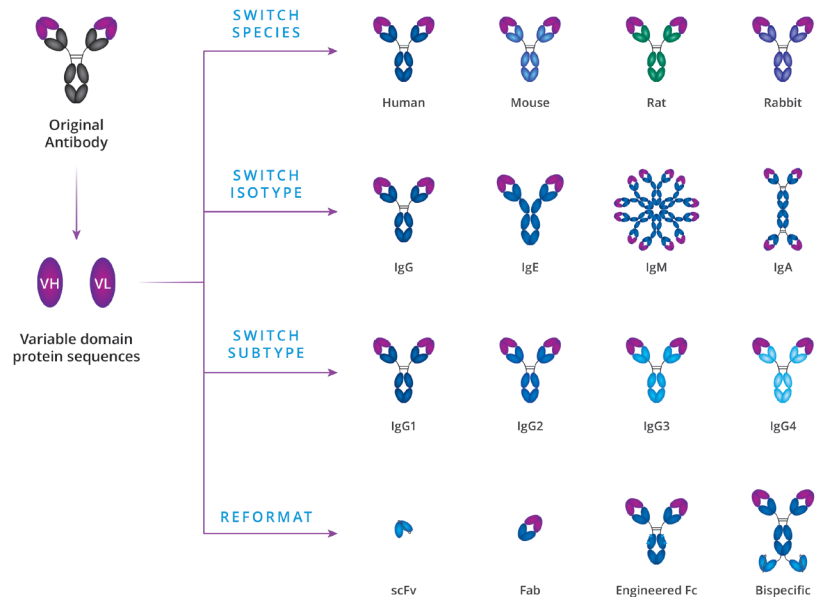 SWITCH
SPECIES
Human
Mouse
Rat
Rabbit
Original
Antibody
SWITCH
ISOTYPE
IgG
IgE
IgM
IgA
VH
VL
Variable domain
protein sequences
SWITCH
SUBTYPE
IgG1
IgG2
IgG3
IgG4
REFORMAT
scFv
Fab
Engineered Fc
Bispecific